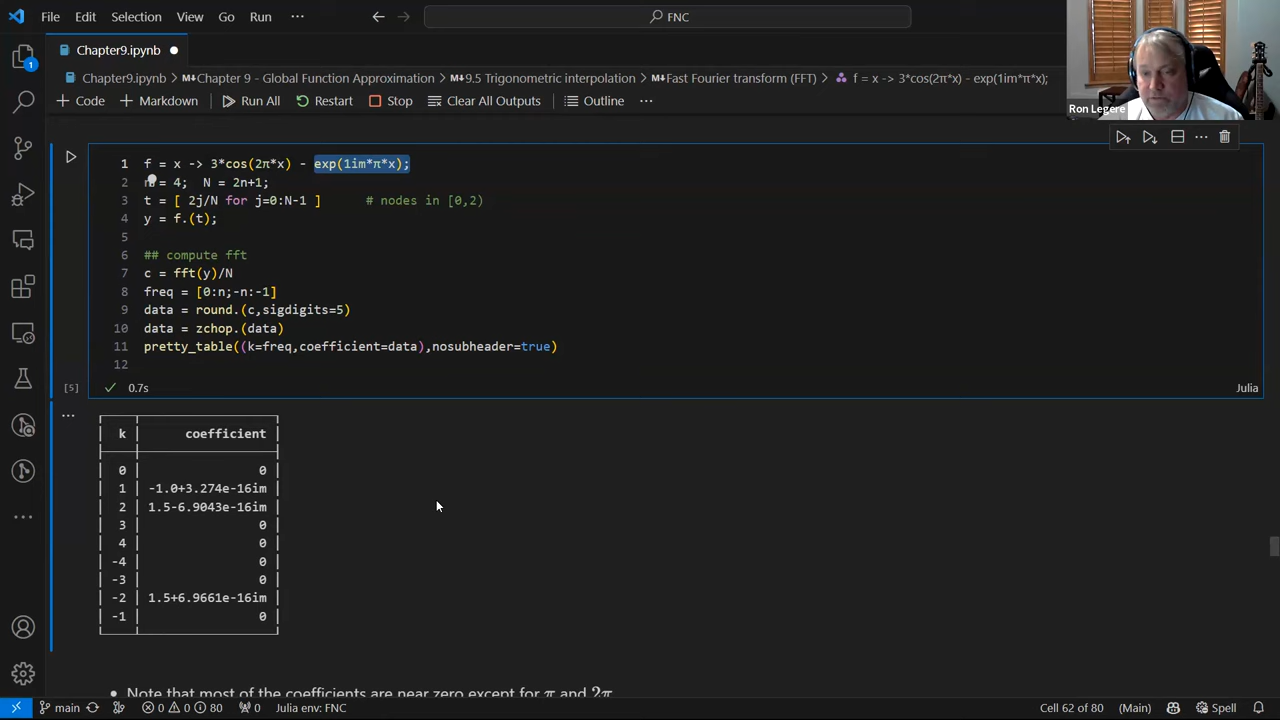 File Edit Selection View Go Run ··· FNC
Chapter9.ipynb
Chapter9.ipynb > Chapter 9 - Global Function Approximation > 9.5 Trigonometric interpolation > Fast Fourier transform (FFT) > f = x -> 3*cos(2π*x) - exp(1im*π*x);
+ Code + Markdown Run All Restart Stop Clear All Outputs Outline ···
Ron Legere
1 f = x -> 3*cos(2π*x) - exp(1im*π*x);
2 n = 4; N = 2n+1;
3 t = [ 2j/N for j=0:N-1 ] # nodes in [0,2)
4 y = f.(t);
5
6 ## compute fft
7 c = fft(y)/N
8 freq = [0:n;-n:-1]
9 data = round.(c,sigdigits=5)
10 data = zchop.(data)
11 pretty_table((k=freq,coefficient=data),nosubheader=true)
12
[5] 0.7s Julia
k coefficient
0 0
1 -1.0+3.274e-16im
2 1.5-6.9043e-16im
3 0
4 0
-4 0
-3 0
-2 1.5+6.9661e-16im
-1 0
• Note that most of the coefficients are near zero except for π and 2π
main 0 0 80 0 Julia env: FNC Cell 62 of 80 (Main) Spell
1